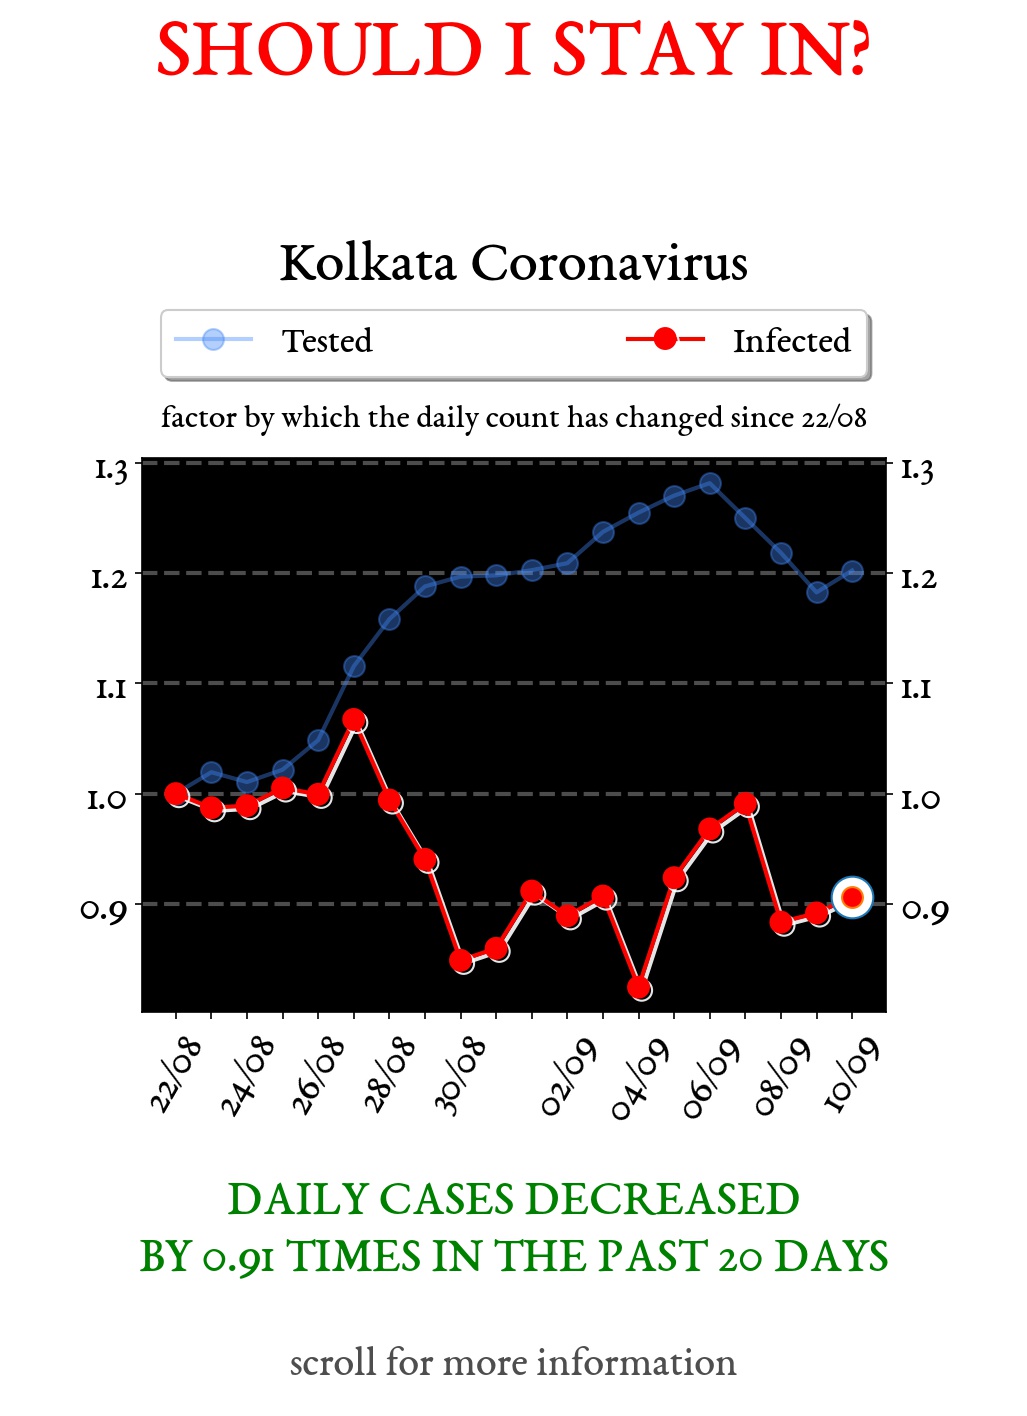 SHOULD I STAY IN?
Kolkata Coronavirus
Tested Infected
factor by which the daily count has changed since 22/08
1.3 1.3
1.2 1.2
1.1 1.1
1.0 1.0
0.9 0.9
22/08 24/08 26/08 28/08 30/08 02/09 04/09 06/09 08/09 10/09
DAILY CASES DECREASED
BY 0.91 TIMES IN THE PAST 20 DAYS
scroll for more information